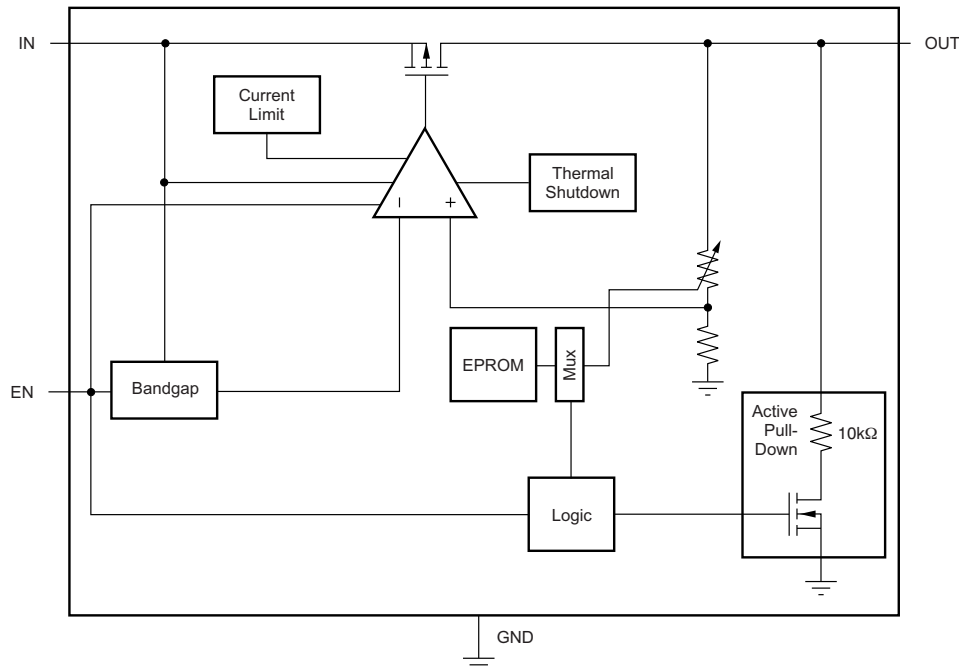 IN
OUT
Current
Limit
Thermal
Shutdown
EPROM
Mux
EN
Bandgap
Active
Pull-
Down
10kΩ
Logic
GND